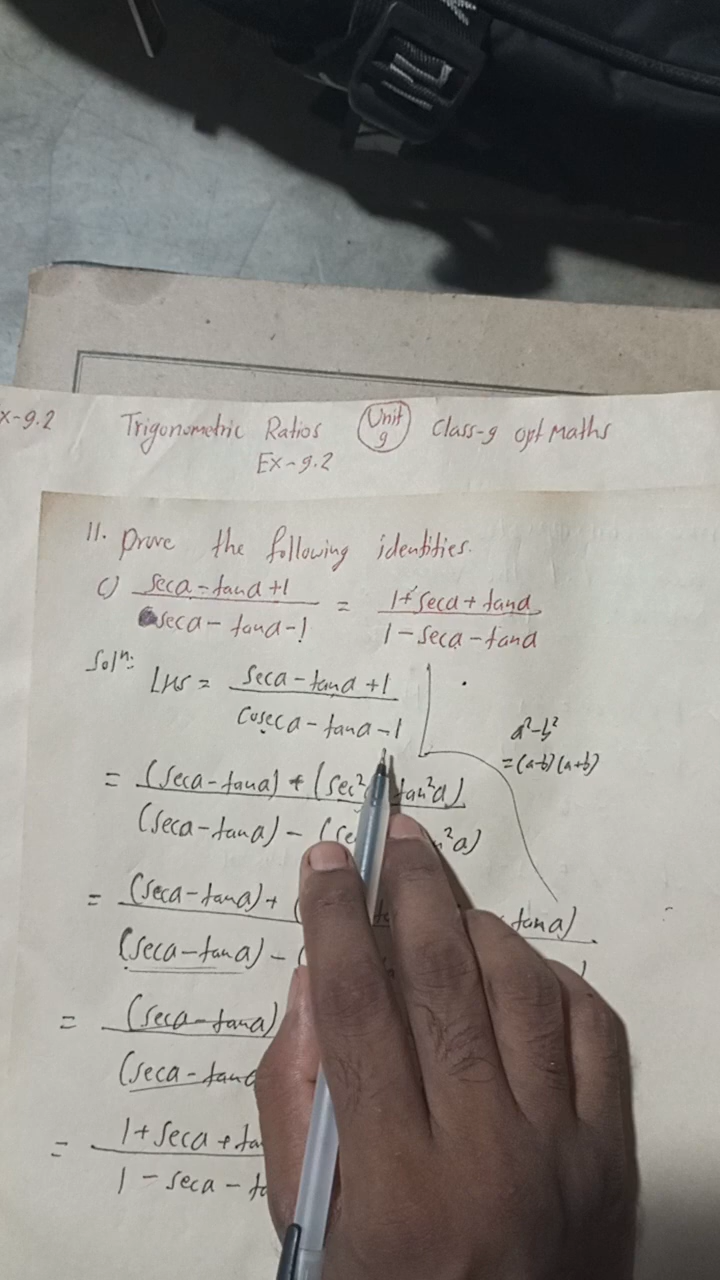 x-9.2 Trigonometric Ratios Unit 9 Class-9 opt Maths
Ex-9.2
11. Prove the following identities.
c) seca - tana + 1 / seca - tana - 1 = 1 + seca + tana / 1 - seca - tana
Solⁿ:
LHS = seca - tana + 1 / coseca - tana - 1
a² - b²
= (a-b) (a+b)
= (seca - tana) + (sec² tan²a) / (seca - tana) - (se n²a)
= (seca - tana) + ( tana) / (seca - tana) - (
= (seca - tana) / (seca - tana
= 1 + seca + ta / 1 - seca - ta